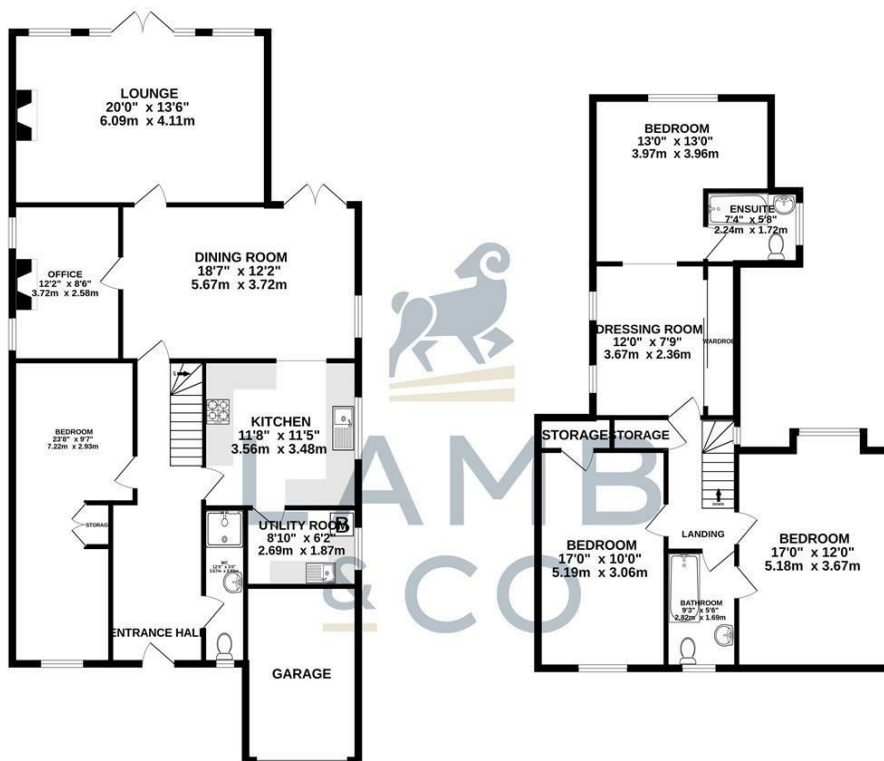 LOUNGE
20'0" x 13'6"
6.09m x 4.11m
DINING ROOM
18'7" x 12'2"
5.67m x 3.72m
OFFICE
12'2" x 8'6"
3.72m x 2.58m
BEDROOM
23'8" x 9'7"
7.22m x 2.93m
STORAG
KITCHEN
11'8" x 11'5"
3.56m x 3.48m
UTILITY ROOM
8'10" x 6'2"
2.69m x 1.87m
B
WC
ENTRANCE HALL
GARAGE
BEDROOM
13'0" x 13'0"
3.97m x 3.96m
ENSUITE
7'4" x 5'8"
2.24m x 1.72m
DRESSING ROOM
12'0" x 7'9"
3.67m x 2.36m
WARDROB
STORAGE
STORAGE
DOWN
LANDING
BEDROOM
17'0" x 10'0"
5.19m x 3.06m
BATHROOM
9'3" x 5'6"
2.82m x 1.69m
BEDROOM
17'0" x 12'0"
5.18m x 3.67m
LAMB
& CO